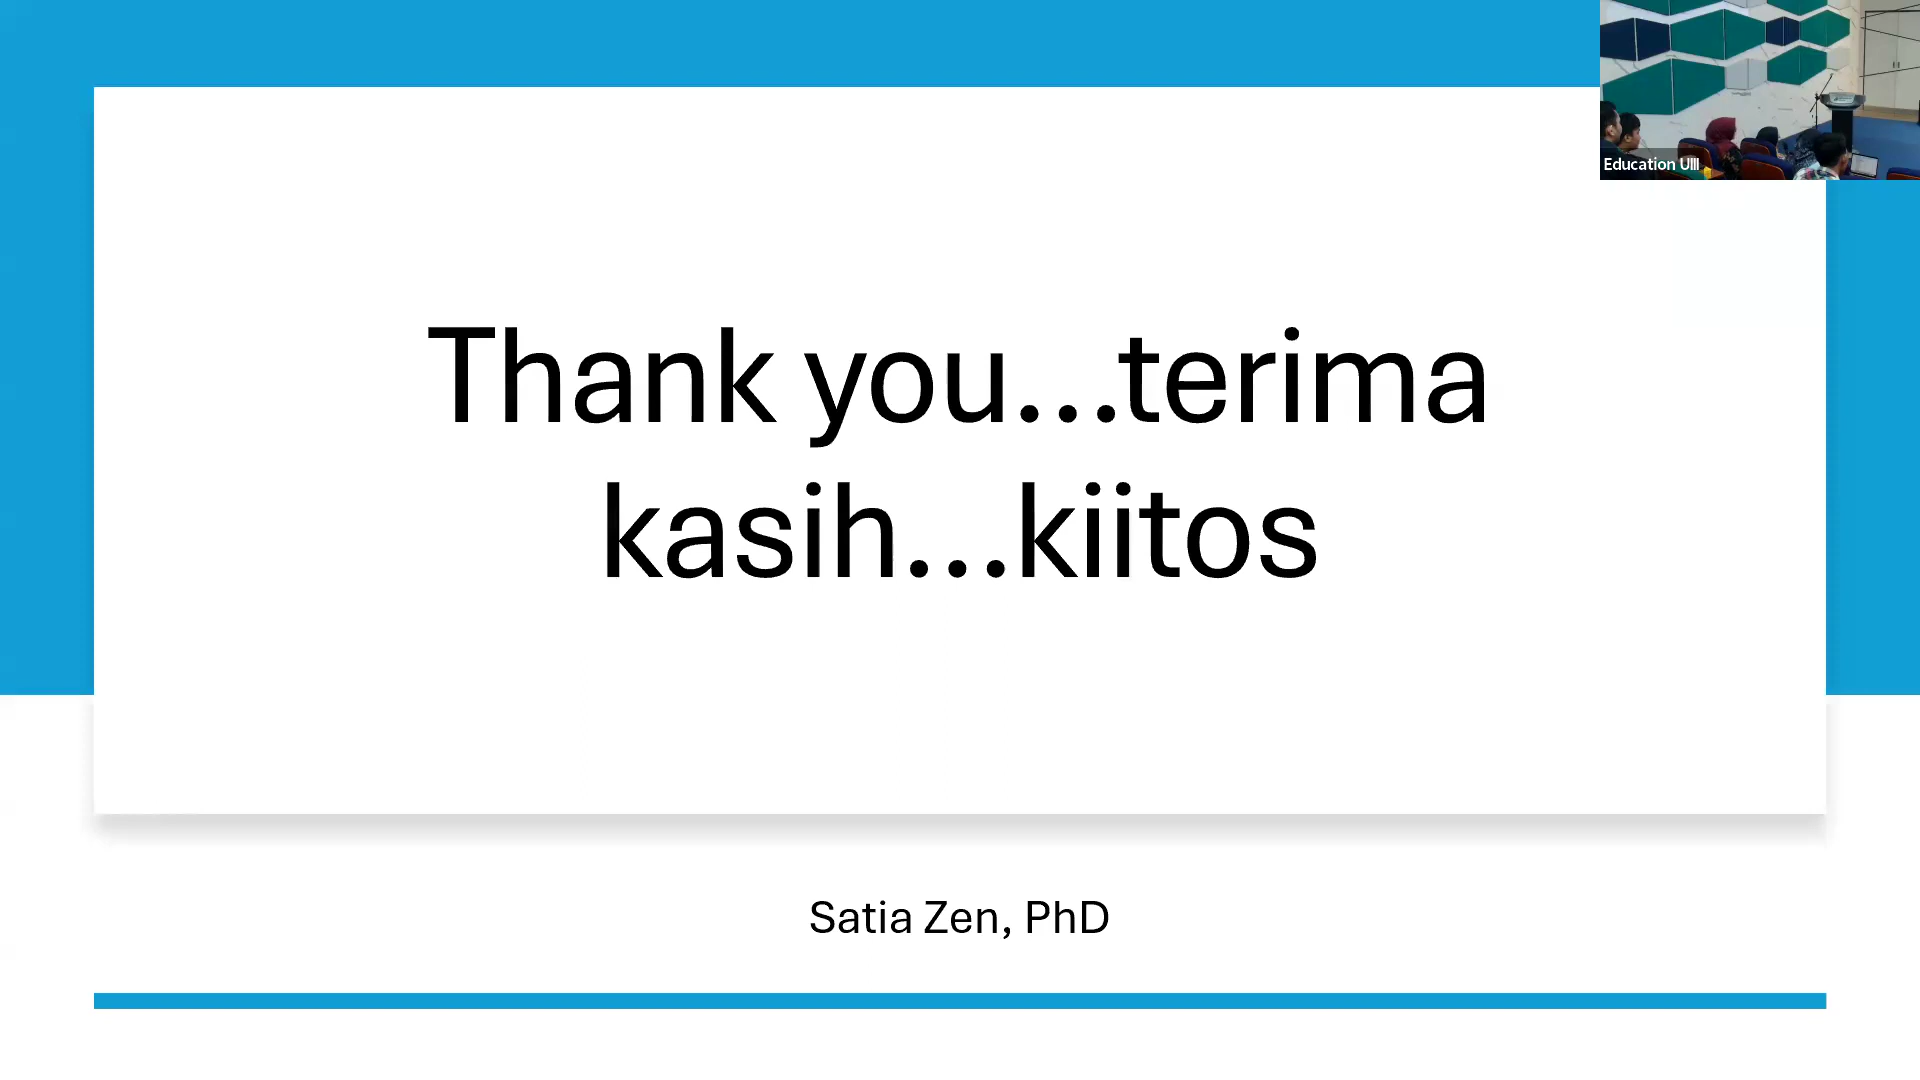 Education UIII
Thank you...terima
kasih...kiitos
Satia Zen, PhD